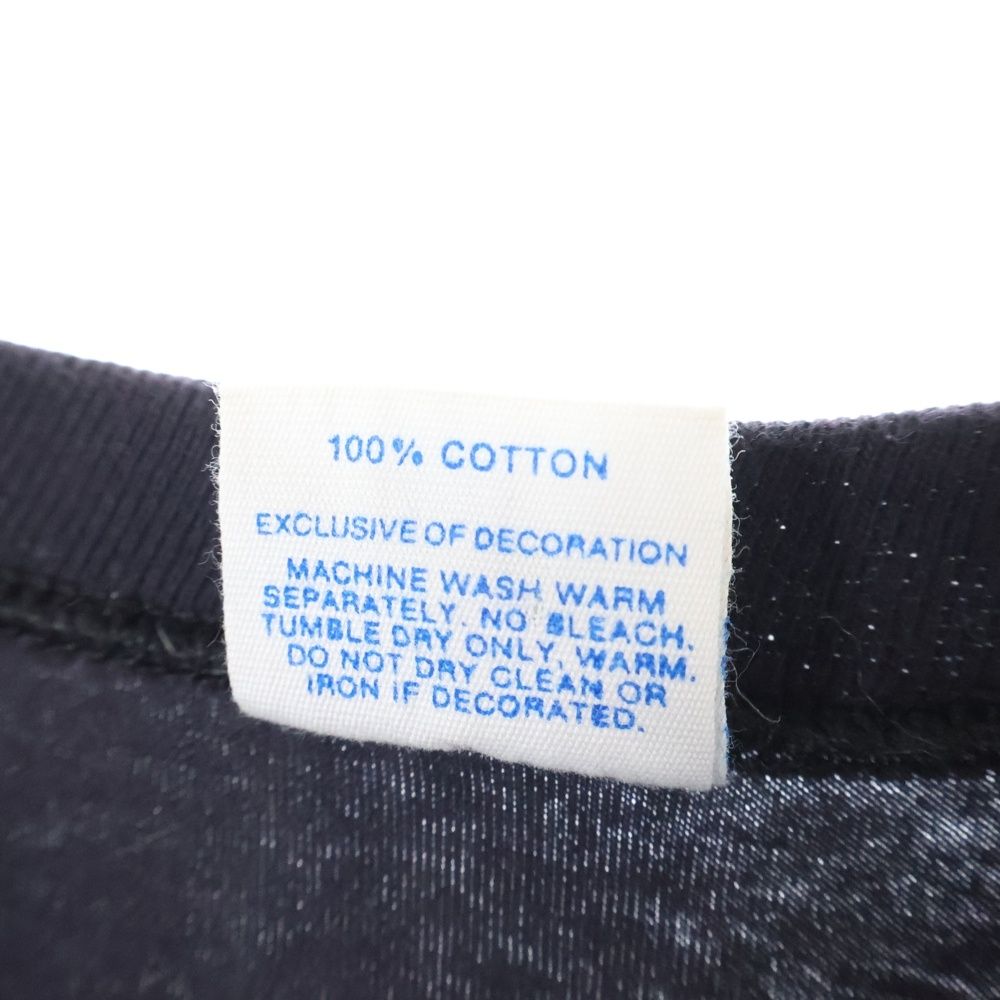 100% COTTON
EXCLUSIVE OF DECORATION
MACHINE WASH WARM
SEPARATELY. NO BLEACH.
TUMBLE DRY ONLY, WARM.
DO NOT DRY CLEAN OR
IRON IF DECORATED.